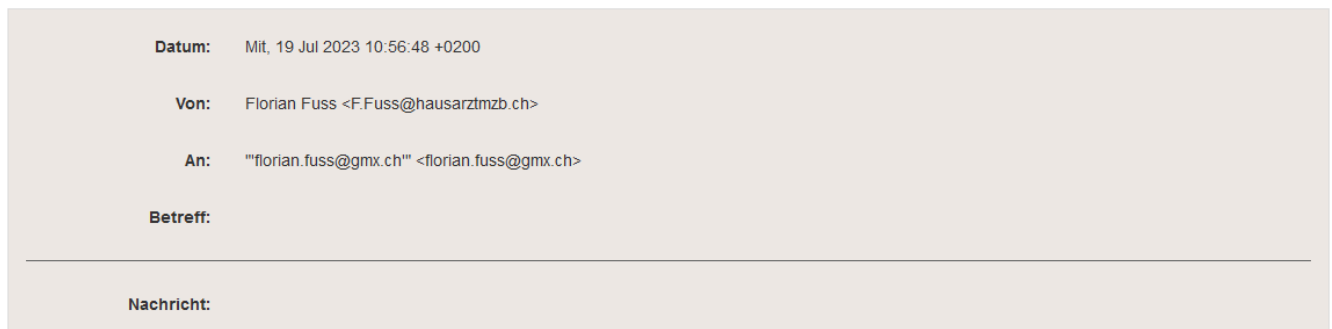 Datum: Mit, 19 Jul 2023 10:56:48 +0200
Von: Florian Fuss <F.Fuss@hausarztmzb.ch>
An: "'florian.fuss@gmx.ch'" <florian.fuss@gmx.ch>
Betreff:
Nachricht: